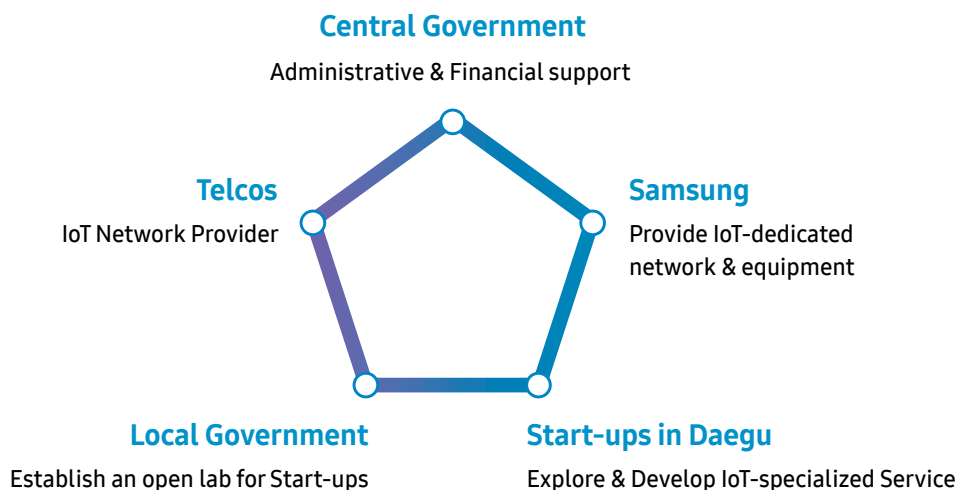 Central Government
Administrative & Financial support
Telcos
IoT Network Provider
Samsung
Provide IoT-dedicated
network & equipment
Local Government
Establish an open lab for Start-ups
Start-ups in Daegu
Explore & Develop IoT-specialized Service